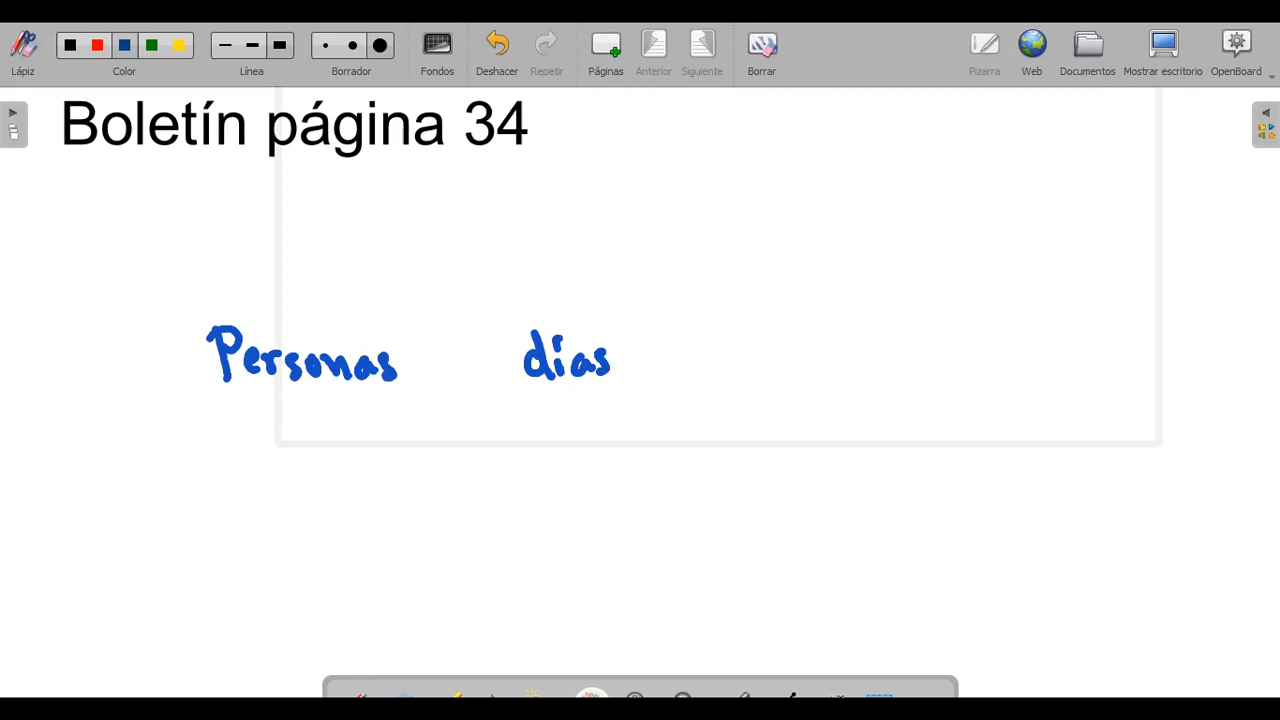 Lápiz Color Línea Borrador Fondos Deshacer Repetir Páginas Anterior Siguiente Borrar Pizarra Web Documentos Mostrar escritorio OpenBoard
Boletín página 34
Personas días